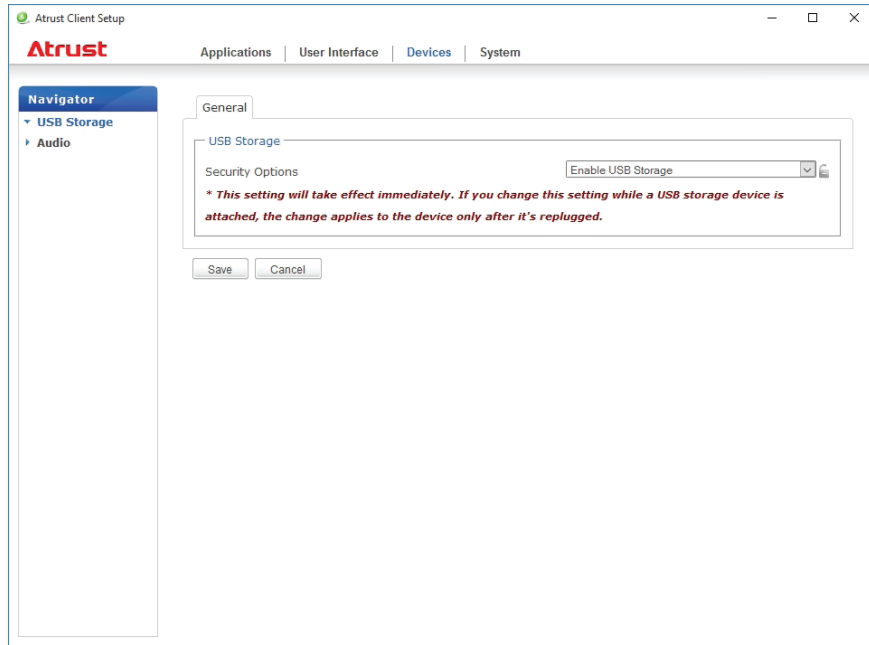 Atrust Client Setup
Atrust
Applications
User Interface
Devices
System
Navigator
USB Storage
Audio
General
USB Storage
Security Options
Enable USB Storage
* This setting will take effect immediately. If you change this setting while a USB storage device is
attached, the change applies to the device only after it's replugged.
Save
Cancel